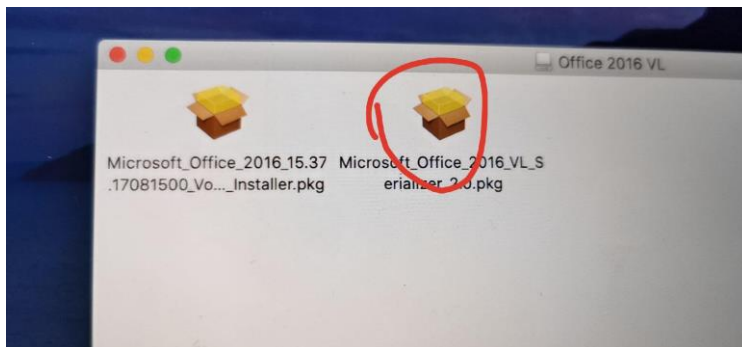 Office 2016 VL
Microsoft_Office_2016_15.37
.17081500_Vo..._Installer.pkg
Microsoft_Office_2016_VL_S
erializer_2.0.pkg